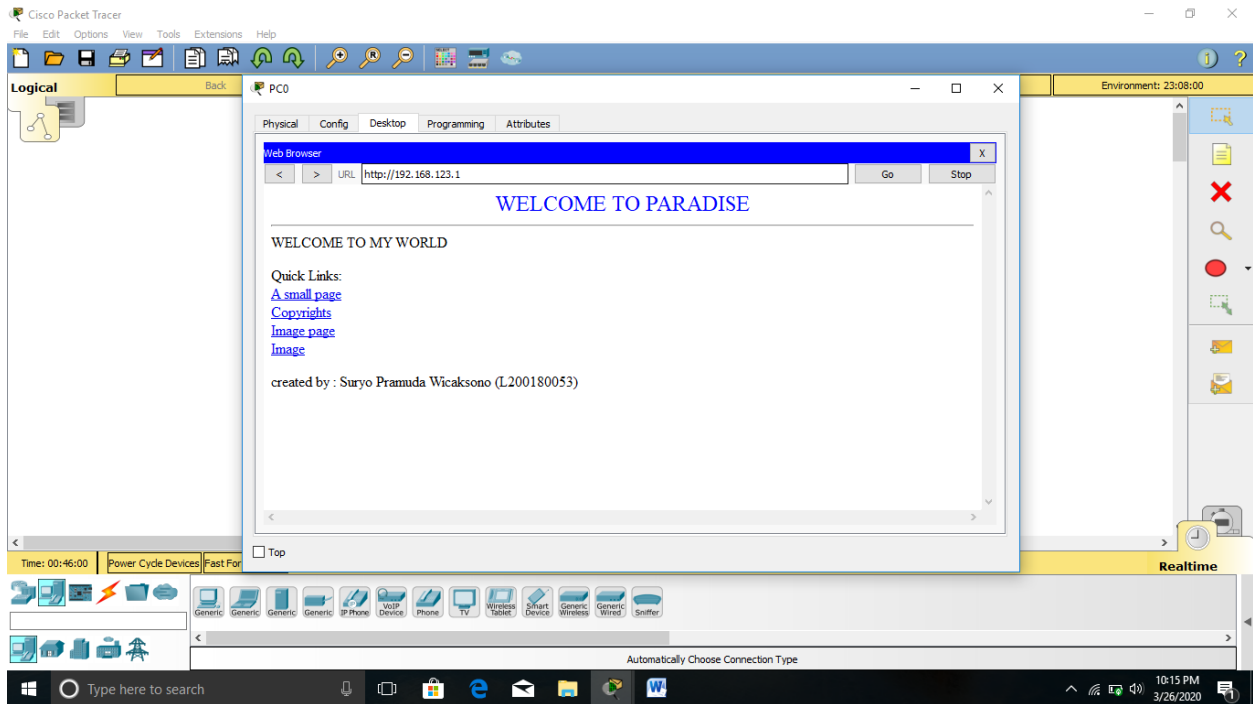 Cisco Packet Tracer
File Edit Options View Tools Extensions Help
Logical
Back
Environment: 23:08:00
PC0
Physical Config Desktop Programming Attributes
Web Browser
X
< > URL http://192.168.123.1 Go Stop
WELCOME TO PARADISE
WELCOME TO MY WORLD
Quick Links:
A small page
Copyrights
Image page
Image
created by : Suryo Pramuda Wicaksono (L200180053)
Top
Time: 00:46:00 Power Cycle Devices Fast For
Realtime
Generic Generic Generic Generic IP Phone VoIP Device Phone TV Wireless Tablet Smart Device Generic Wireless Generic Wired Sniffer
Automatically Choose Connection Type
Type here to search
10:15 PM
3/26/2020